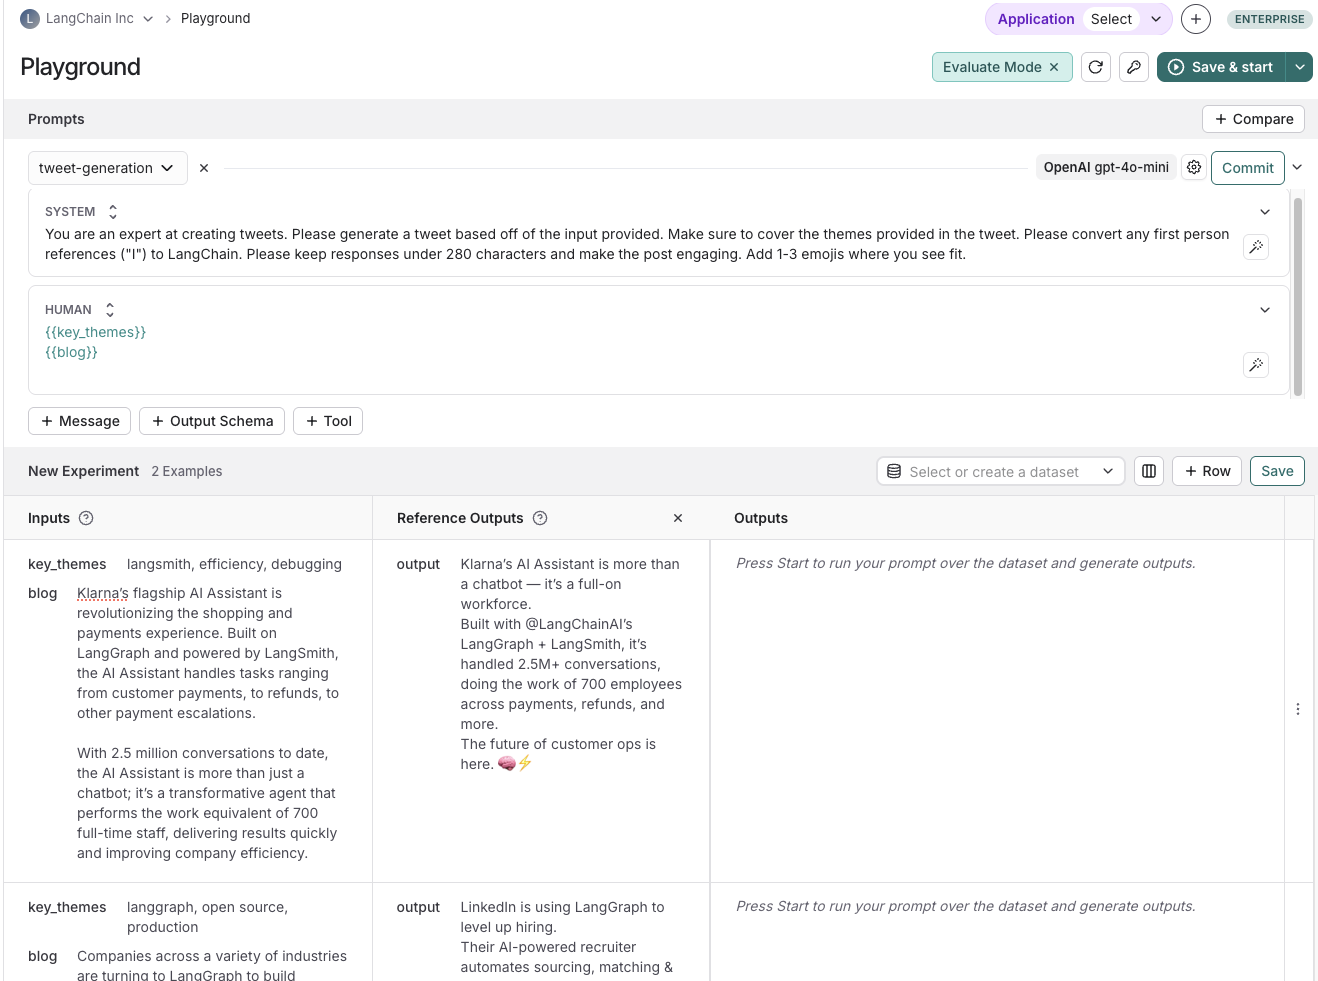 L LangChain Inc > Playground
Application Select
ENTERPRISE
Playground
Evaluate Mode ×
Save & start
Prompts
+ Compare
tweet-generation ×
OpenAI gpt-4o-mini
Commit
SYSTEM
You are an expert at creating tweets. Please generate a tweet based off of the input provided. Make sure to cover the themes provided in the tweet. Please convert any first person
references ("I") to LangChain. Please keep responses under 280 characters and make the post engaging. Add 1-3 emojis where you see fit.
HUMAN
{{key_themes}}
{{blog}}
+ Message
+ Output Schema
+ Tool
New Experiment 2 Examples
Select or create a dataset
+ Row
Save
Inputs ?
Reference Outputs ? ×
Outputs
key_themes langsmith, efficiency, debugging
blog Klarna’s flagship AI Assistant is
revolutionizing the shopping and
payments experience. Built on
LangGraph and powered by LangSmith,
the AI Assistant handles tasks ranging
from customer payments, to refunds, to
other payment escalations.
With 2.5 million conversations to date,
the AI Assistant is more than just a
chatbot; it’s a transformative agent that
performs the work equivalent of 700
full-time staff, delivering results quickly
and improving company efficiency.
output Klarna’s AI Assistant is more than
a chatbot — it’s a full-on
workforce.
Built with @LangChainAI’s
LangGraph + LangSmith, it’s
handled 2.5M+ conversations,
doing the work of 700 employees
across payments, refunds, and
more.
The future of customer ops is
here. 🧠⚡
Press Start to run your prompt over the dataset and generate outputs.
key_themes langgraph, open source,
production
blog Companies across a variety of industries
are turning to LangGraph to build
output LinkedIn is using LangGraph to
level up hiring.
Their AI-powered recruiter
automates sourcing, matching &
Press Start to run your prompt over the dataset and generate outputs.